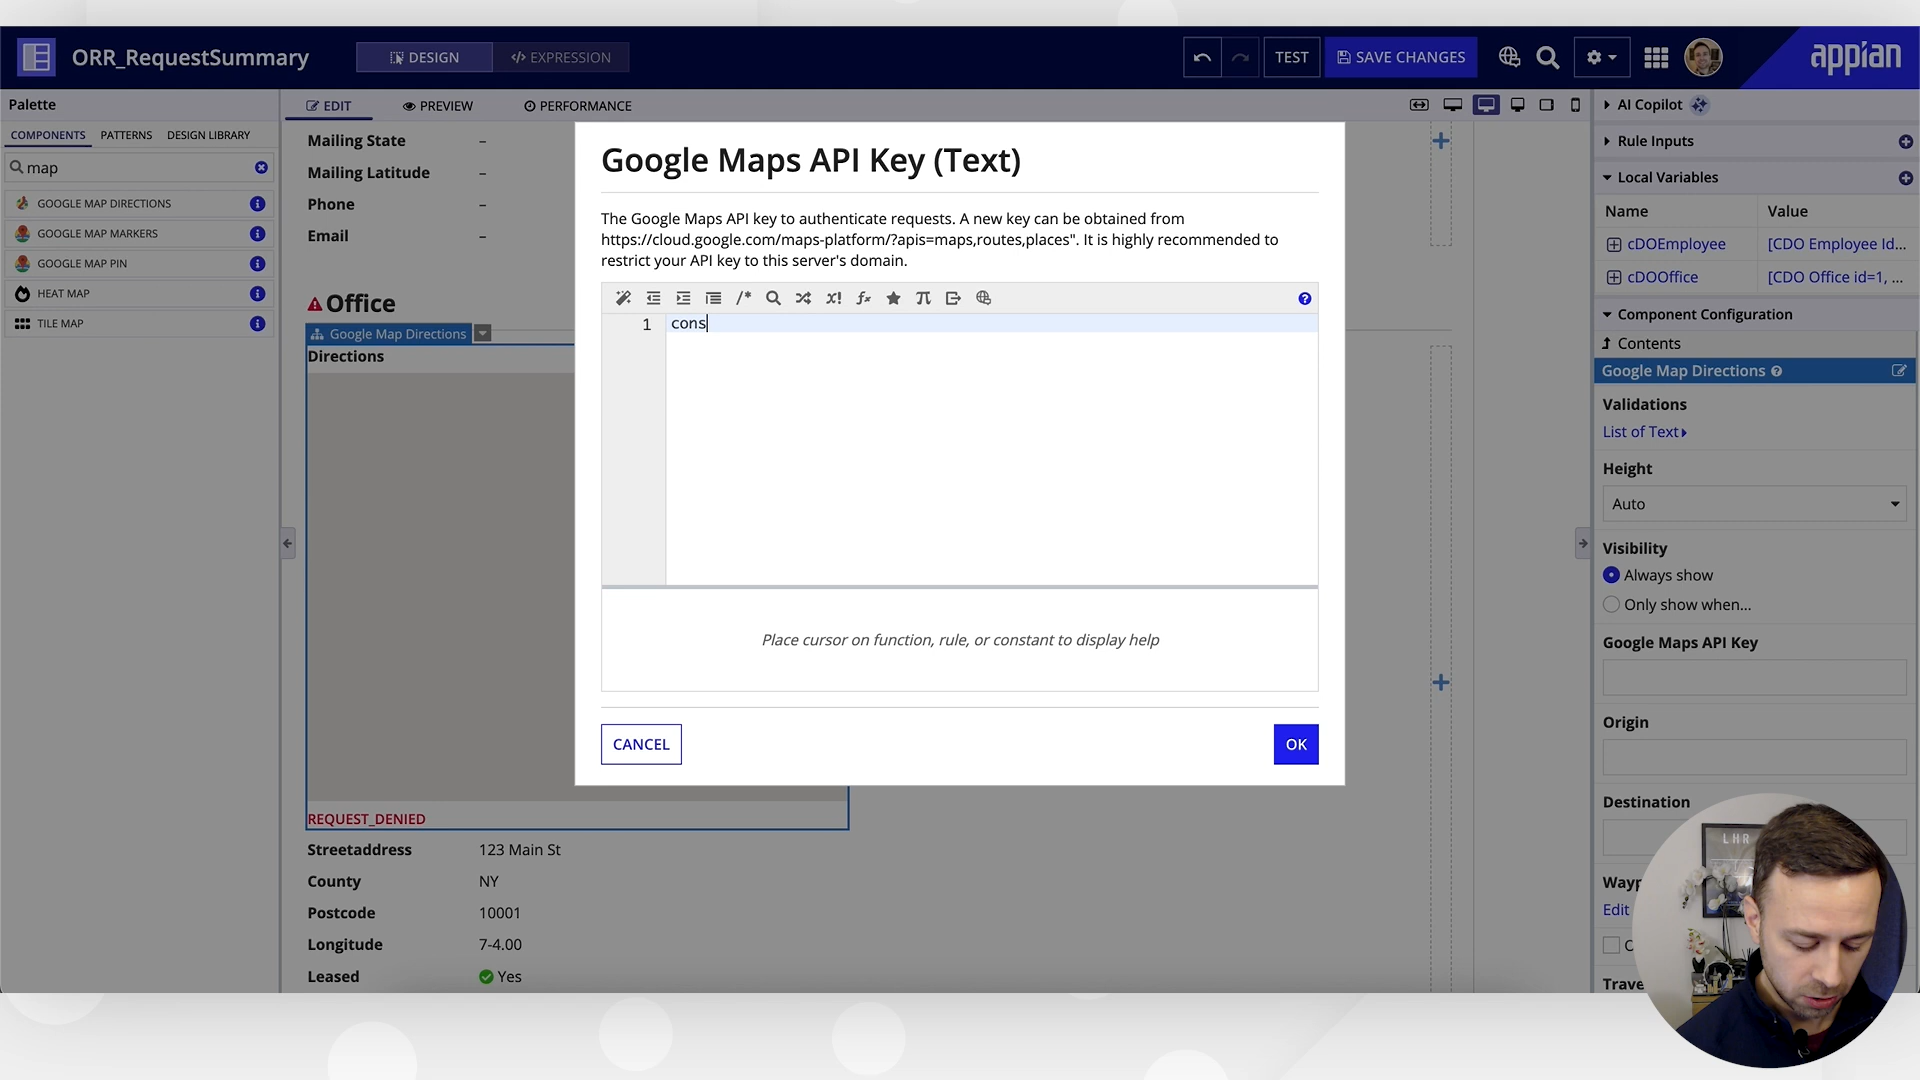 ORR_RequestSummary
DESIGN
</> EXPRESSION
TEST
SAVE CHANGES
appian
Palette
EDIT
PREVIEW
PERFORMANCE
AI Copilot
COMPONENTS
PATTERNS
DESIGN LIBRARY
map
GOOGLE MAP DIRECTIONS
GOOGLE MAP MARKERS
GOOGLE MAP PIN
HEAT MAP
TILE MAP
Mailing State –
Mailing Latitude –
Phone –
Email –
Office
Google Map Directions
Directions
REQUEST_DENIED
Streetaddress 123 Main St
County NY
Postcode 10001
Longitude 7-4.00
Leased Yes
Google Maps API Key (Text)
The Google Maps API key to authenticate requests. A new key can be obtained from
https://cloud.google.com/maps-platform/?apis=maps,routes,places". It is highly recommended to
restrict your API key to this server's domain.
/*
1 cons
Place cursor on function, rule, or constant to display help
CANCEL
OK
Rule Inputs
Local Variables
Name Value
cDOEmployee [CDO Employee Id...
cDOOffice [CDO Office id=1, ...
Component Configuration
Contents
Google Map Directions
Validations
List of Text
Height
Auto
Visibility
Always show
Only show when...
Google Maps API Key
Origin
Destination
Edit
LHR